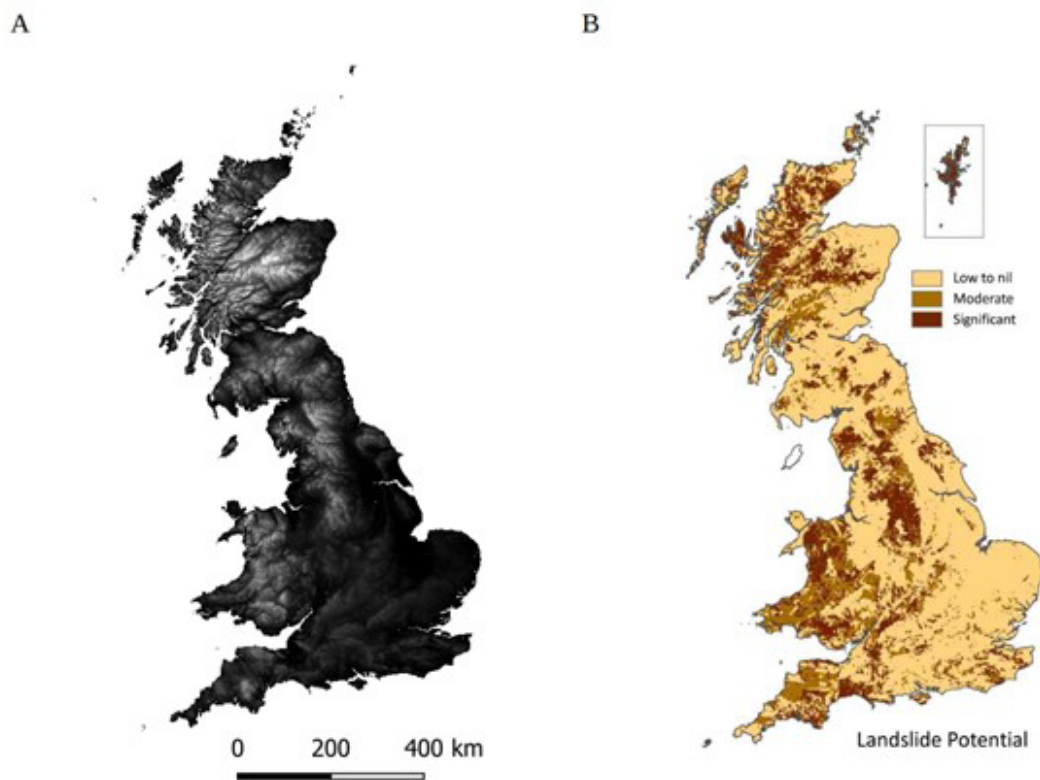 A
B
Low to nil
Moderate
Significant
Landslide Potential
0 200 400 km